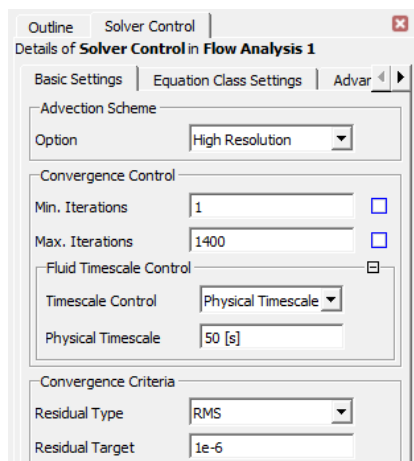 Outline Solver Control
Details of Solver Control in Flow Analysis 1
Basic Settings Equation Class Settings
Advection Scheme
Option High Resolution
Convergence Control
Min. Iterations 1
Max. Iterations 1400
Fluid Timescale Control
Timescale Control Physical Timescale
Physical Timescale 50 [s]
Convergence Criteria
Residual Type RMS
Residual Target 1e-6